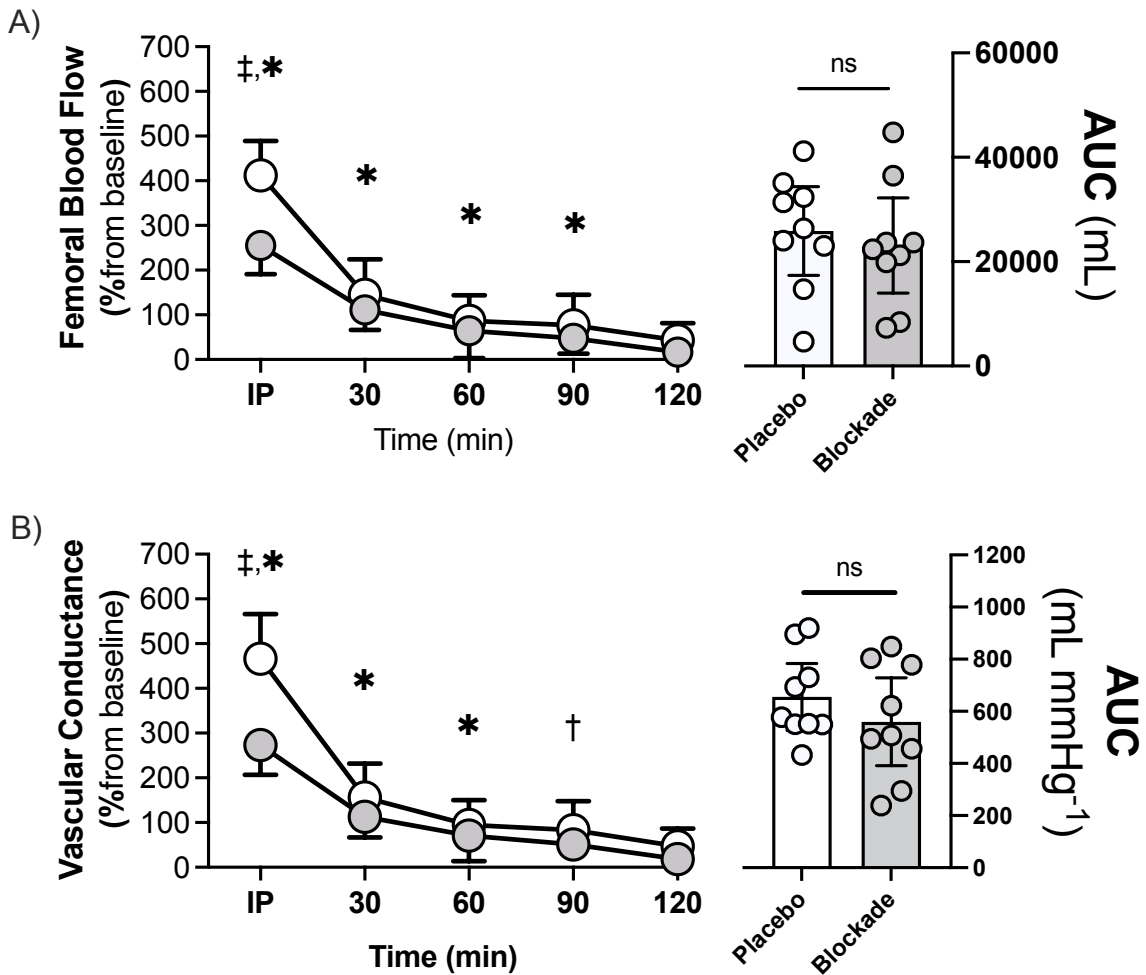 A)
Femoral Blood Flow
(%from baseline)
700
600
500
400
300
200
100
0
‡,*
*
*
*
IP 30 60 90 120
Time (min)
ns
60000
40000
20000
0
AUC (mL)
Placebo
Blockade
B)
Vascular Conductance
(%from baseline)
700
600
500
400
300
200
100
0
‡,*
*
*
†
IP 30 60 90 120
Time (min)
ns
1200
1000
800
600
400
200
0
AUC
(mL mmHg⁻¹)
Placebo
Blockade